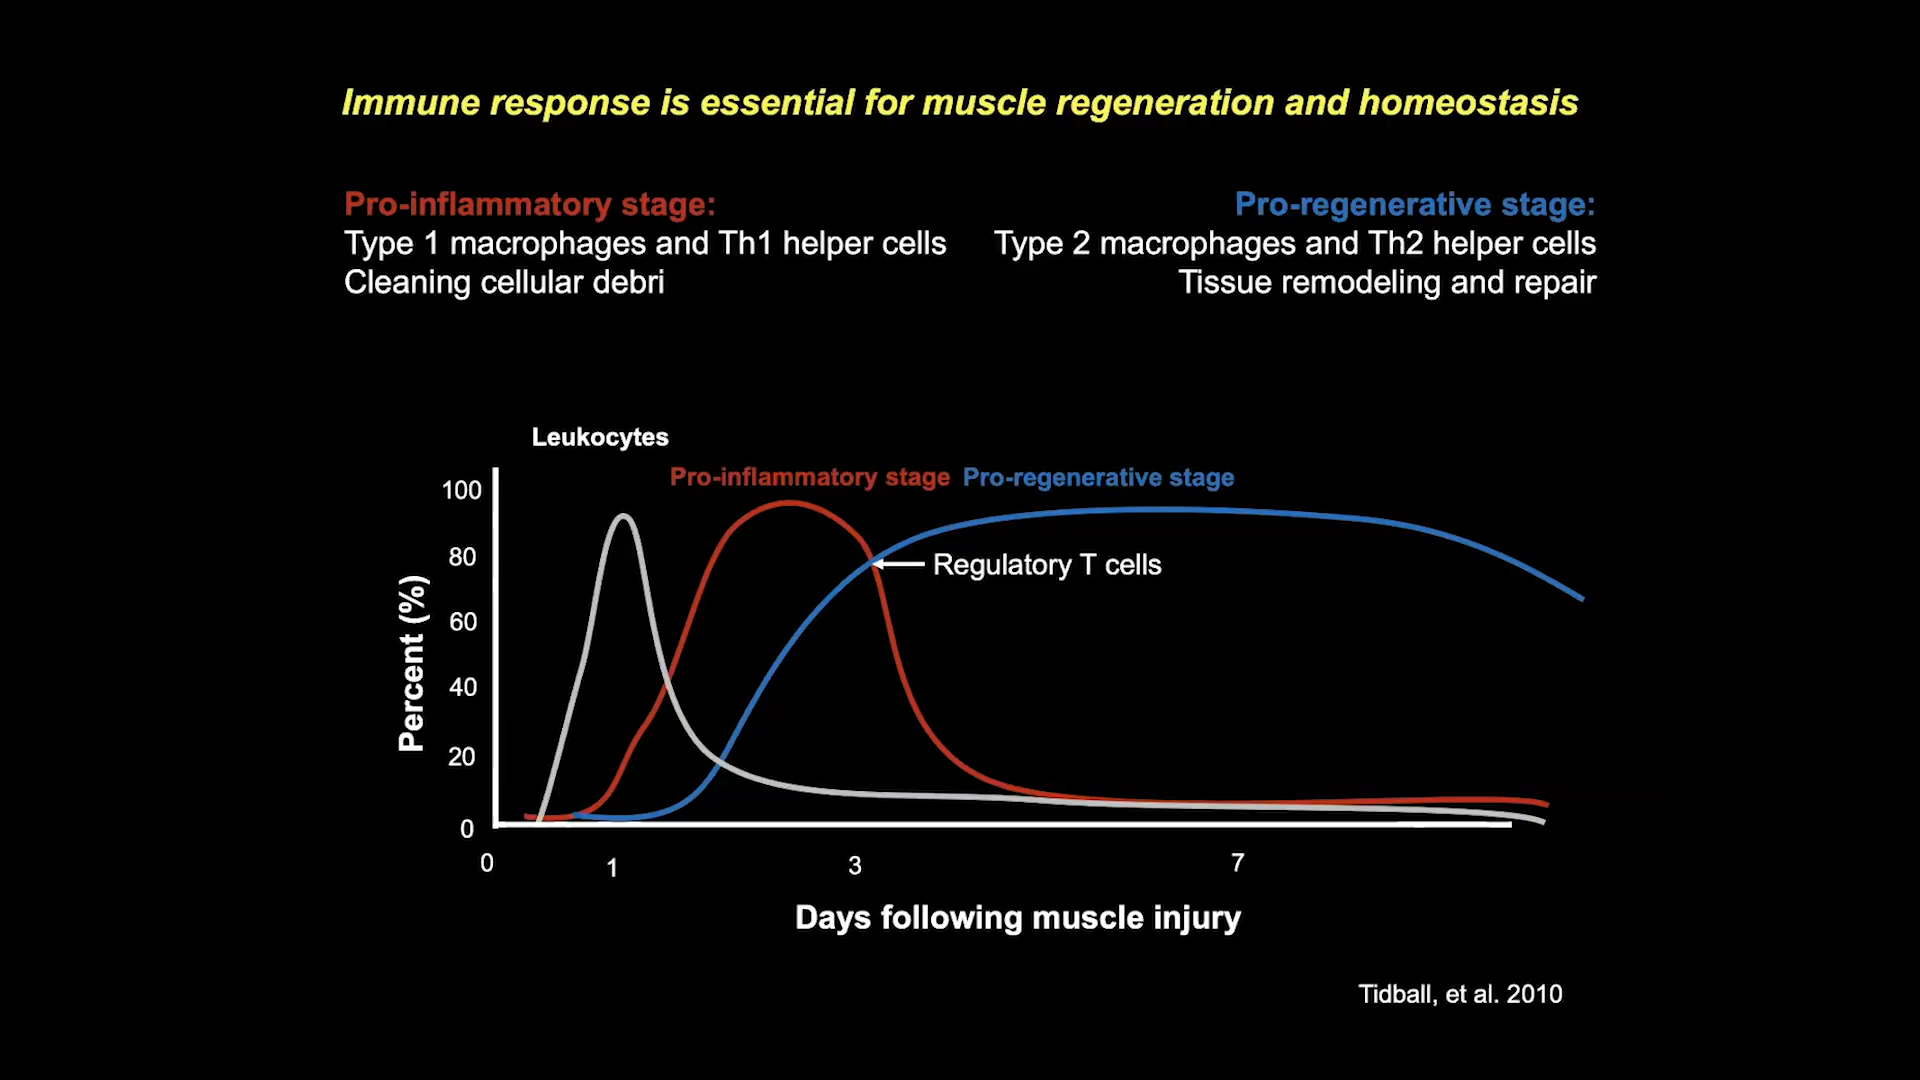 Immune response is essential for muscle regeneration and homeostasis
Pro-inflammatory stage:
Type 1 macrophages and Th1 helper cells
Cleaning cellular debri
Pro-regenerative stage:
Type 2 macrophages and Th2 helper cells
Tissue remodeling and repair
Leukocytes
Pro-inflammatory stage
Pro-regenerative stage
Regulatory T cells
Percent (%)
100
80
60
40
20
0
0
1
3
7
Days following muscle injury
Tidball, et al. 2010